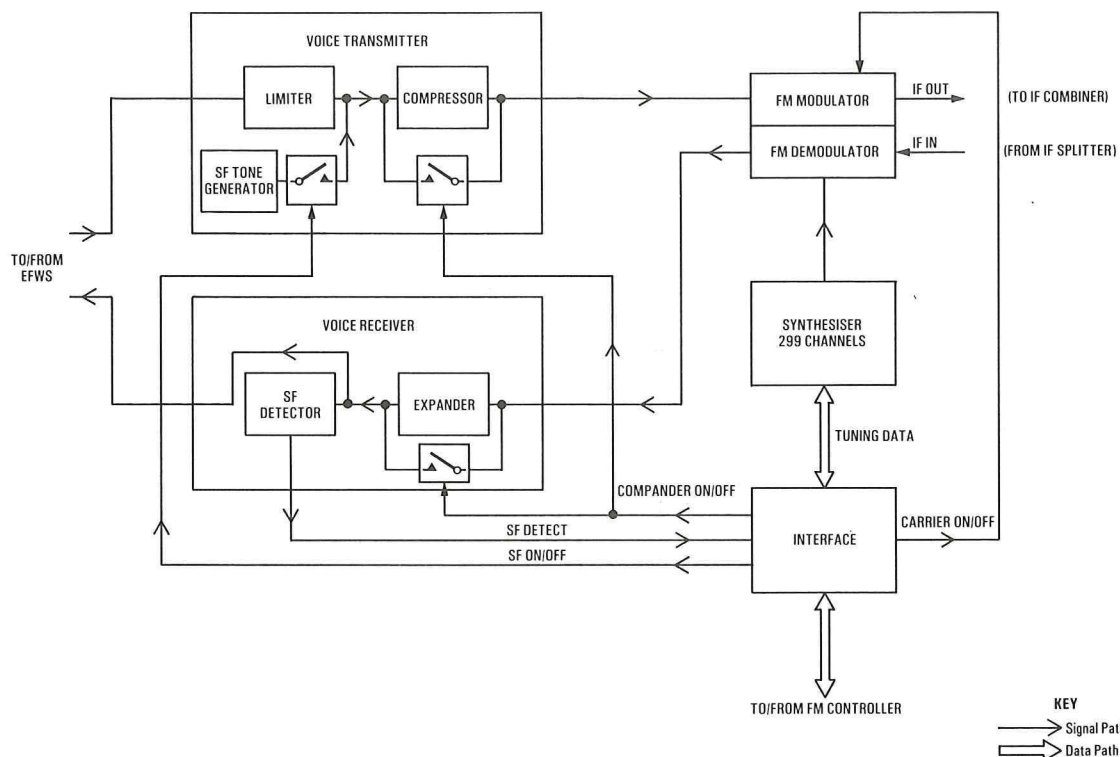 VOICE TRANSMITTER
LIMITER
COMPRESSOR
SF TONE
GENERATOR
FM MODULATOR
IF OUT
(TO IF COMBINER)
FM DEMODULATOR
IF IN
(FROM IF SPLITTER)
TO/FROM
EFWS
VOICE RECEIVER
SF
DETECTOR
EXPANDER
SYNTHESISER
299 CHANNELS
TUNING DATA
COMPANDER ON/OFF
SF DETECT
SF ON/OFF
INTERFACE
CARRIER ON/OFF
TO/FROM FM CONTROLLER
KEY
Signal Pat
Data Path